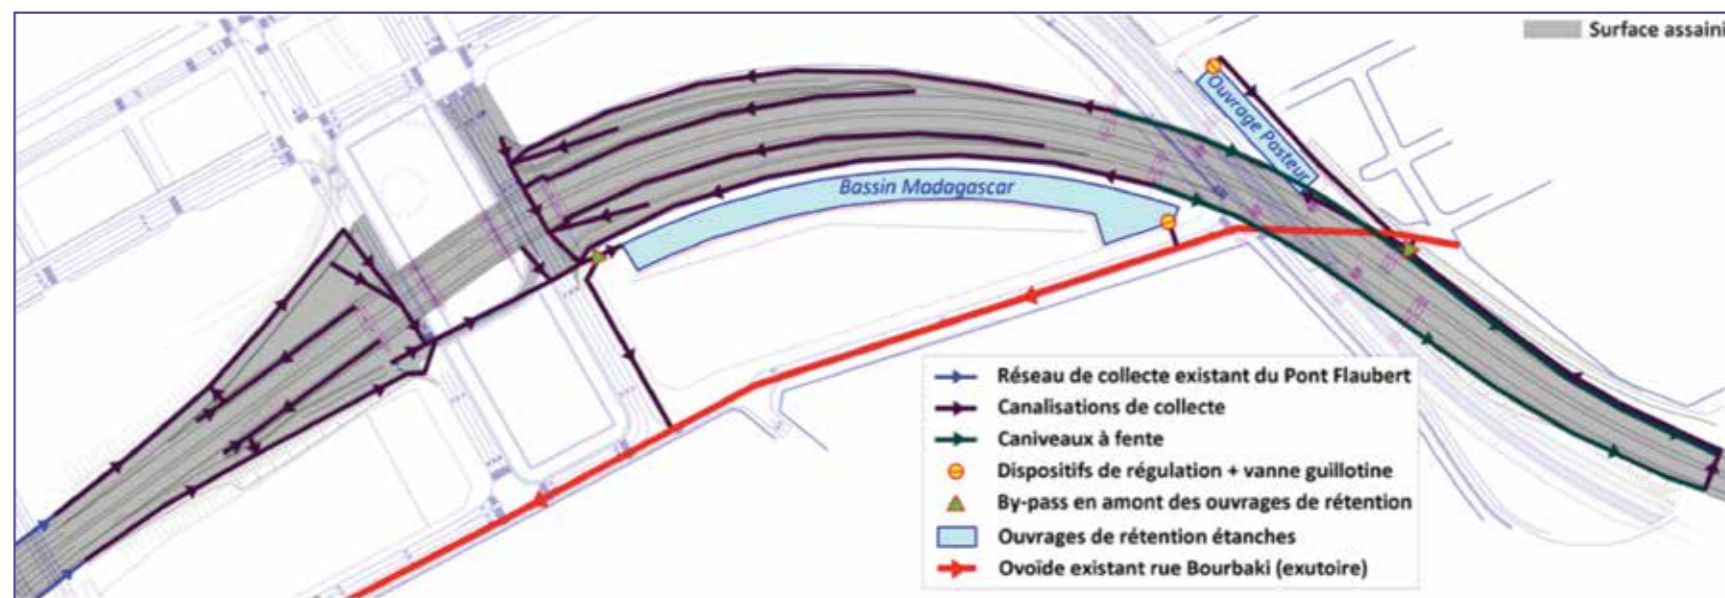 Surface assaini
Ouvrage Pasteur
Bassin Madagascar
Réseau de collecte existant du Pont Flaubert
Canalisations de collecte
Caniveaux à fente
Dispositifs de régulation + vanne guillotine
By-pass en amont des ouvrages de rétention
Ouvrages de rétention étanches
Ovoïde existant rue Bourbaki (exutoire)